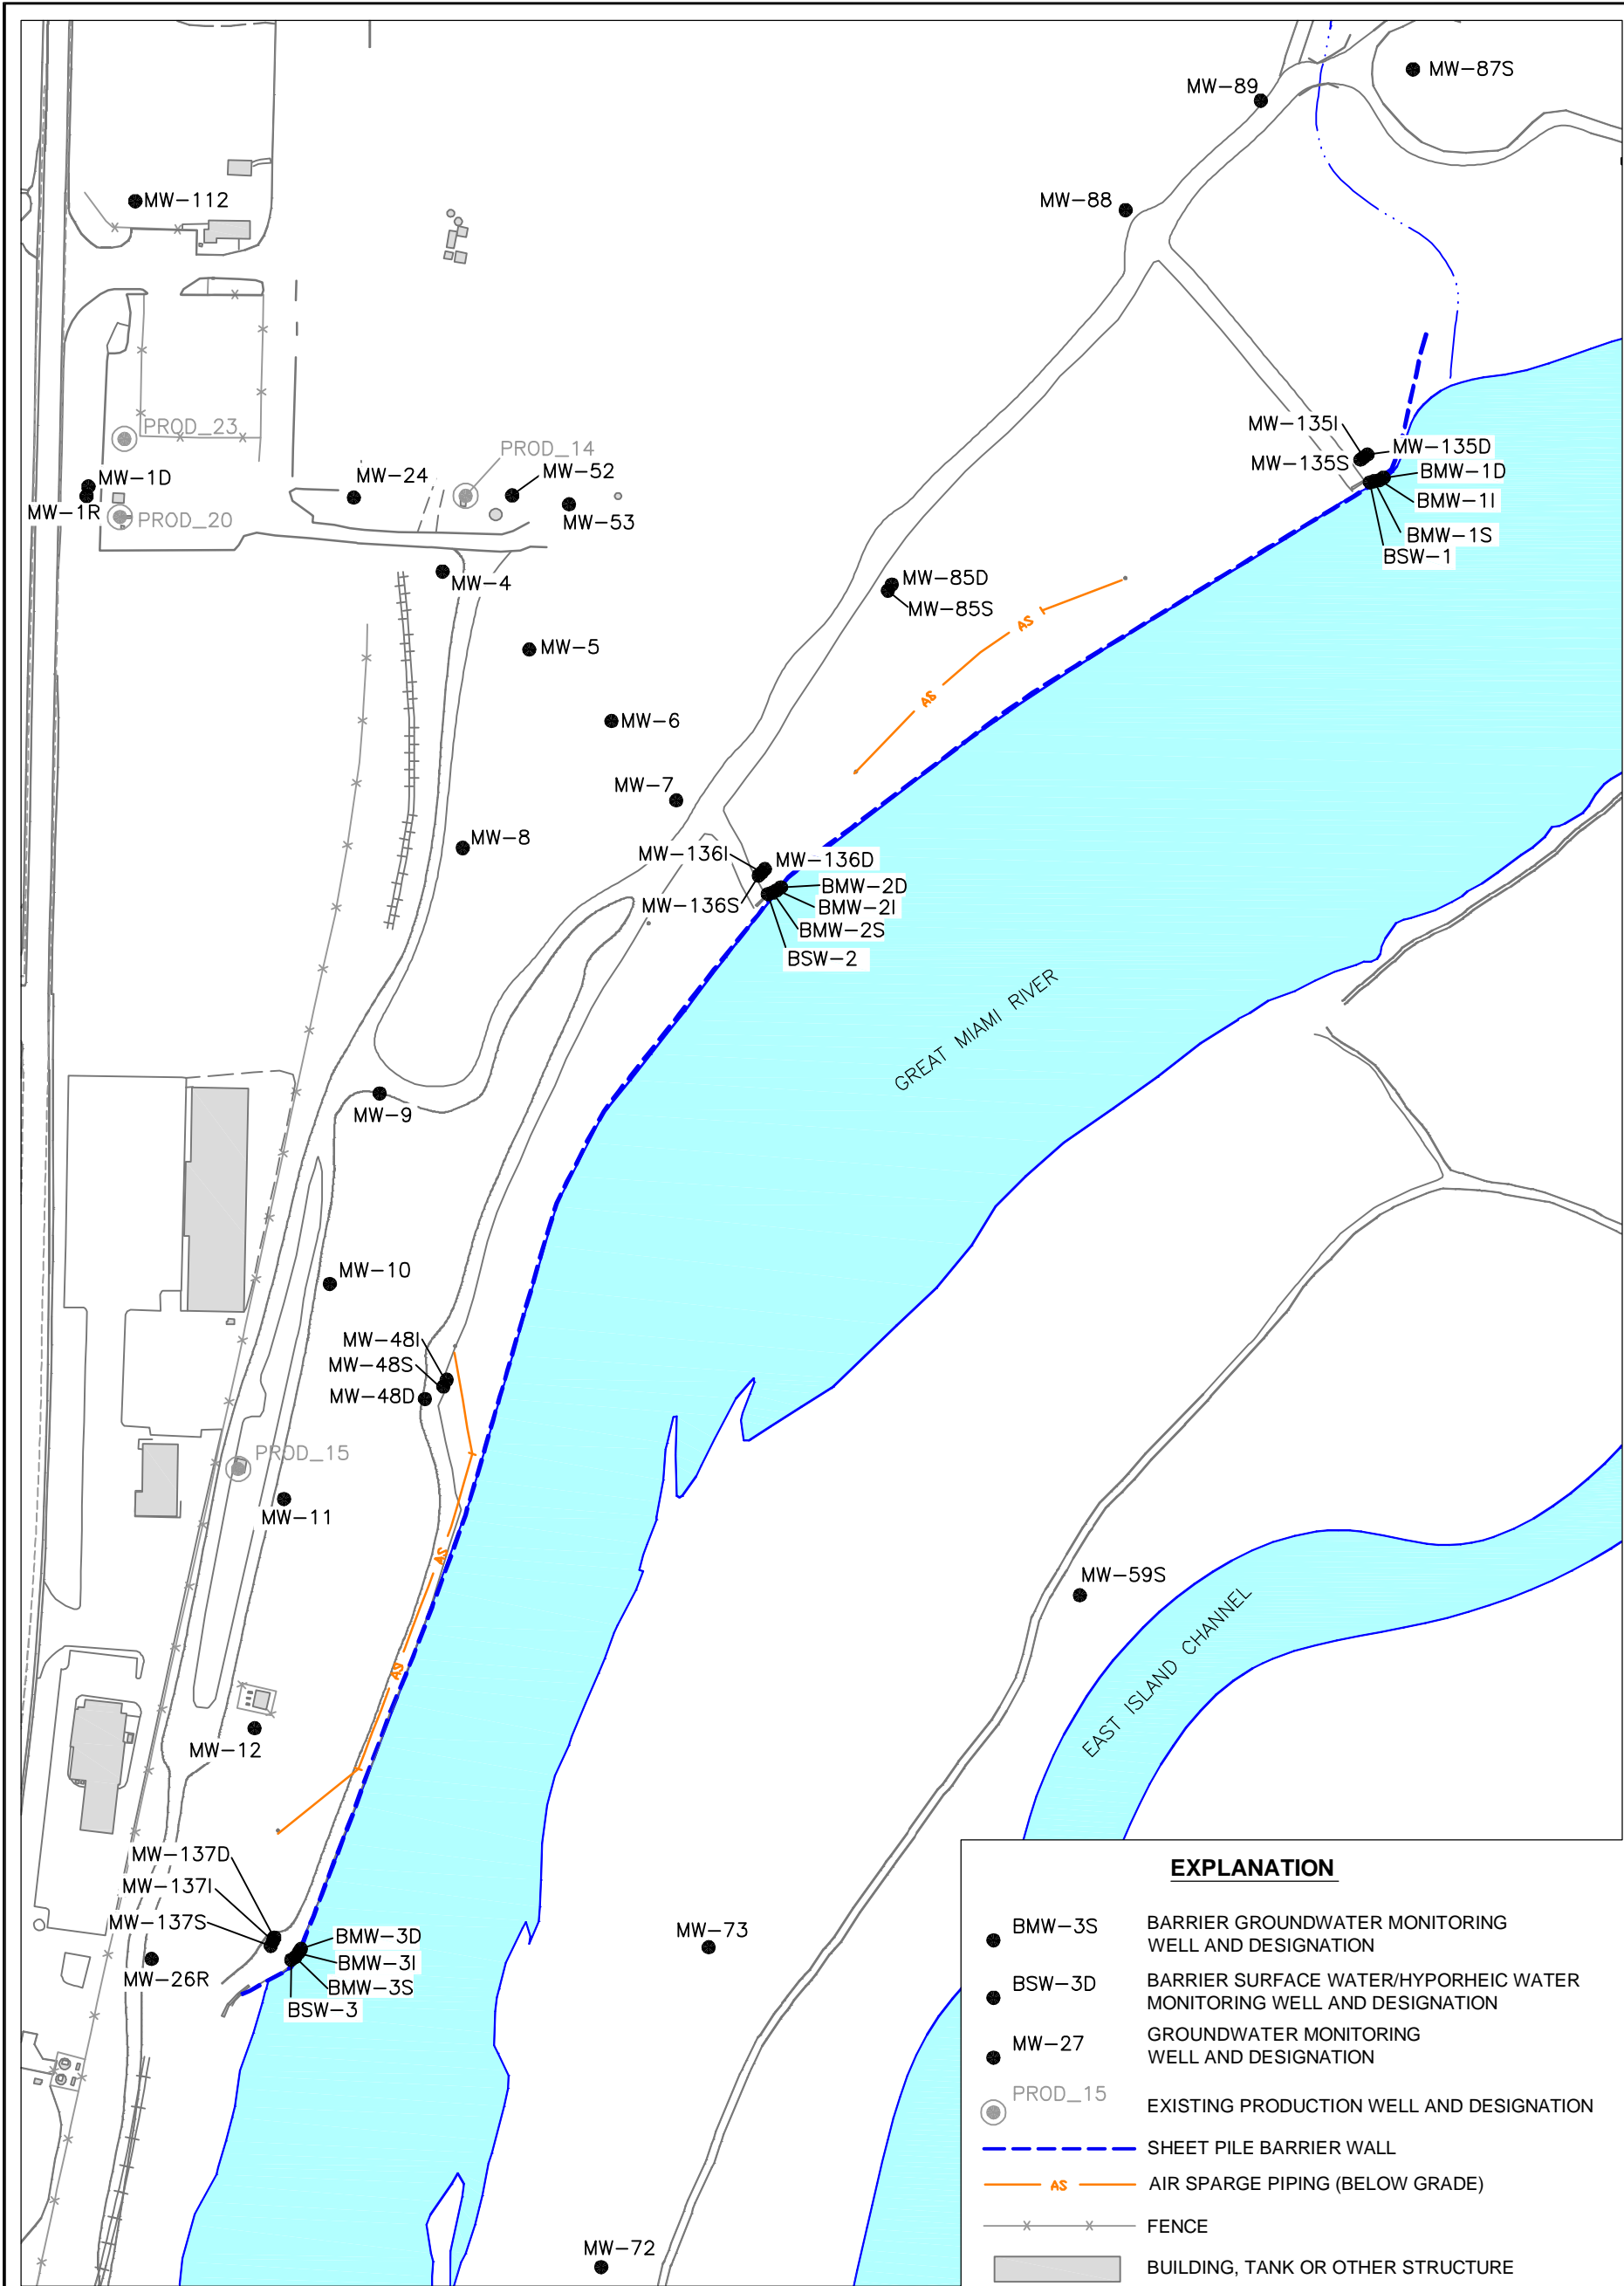 MW-87S
MW-89
MW-112
MW-88
PROD_23
MW-135I
MW-135D
MW-135S
BMW-1D
BMW-1I
BMW-1S
BSW-1
PROD_14
MW-1D
MW-24
MW-52
MW-1R
PROD_20
MW-53
MW-4
MW-85D
MW-85S
AS
MW-5
AS
MW-6
MW-7
MW-8
MW-136I
MW-136D
BMW-2D
MW-136S
BMW-2I
BMW-2S
BSW-2
GREAT MIAMI RIVER
MW-9
MW-10
MW-48I
MW-48S
MW-48D
PROD_15
MW-11
AS
MW-59S
AS
EAST ISLAND CHANNEL
MW-12
MW-137D
MW-137I
MW-137S
MW-26R
BMW-3D
BMW-3I
BMW-3S
BSW-3
MW-73
MW-72
EXPLANATION
BMW-3S BARRIER GROUNDWATER MONITORING
WELL AND DESIGNATION
BSW-3D BARRIER SURFACE WATER/HYPORHEIC WATER
MONITORING WELL AND DESIGNATION
MW-27 GROUNDWATER MONITORING
WELL AND DESIGNATION
PROD_15 EXISTING PRODUCTION WELL AND DESIGNATION
SHEET PILE BARRIER WALL
AS AIR SPARGE PIPING (BELOW GRADE)
FENCE
BUILDING, TANK OR OTHER STRUCTURE